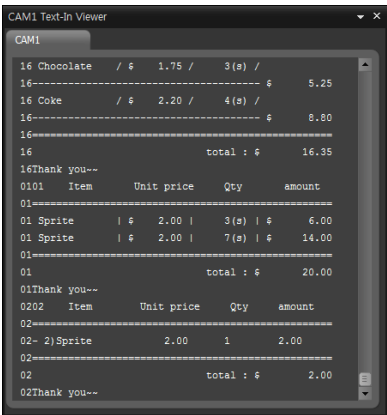 CAM1 Text-In Viewer
CAM1
16 Chocolate / $ 1.75 / 3(s) /
16------------------------------------------- $ 5.25
16 Coke / $ 2.20 / 4(s) /
16------------------------------------------- $ 8.80
16=========================================================
16 total : $ 16.35
16Thank you~~
0101 Item Unit price Qty amount
01=========================================================
01 Sprite | $ 2.00 | 3(s) | $ 6.00
01 Sprite | $ 2.00 | 7(s) | $ 14.00
01=========================================================
01 total : $ 20.00
01Thank you~~
0202 Item Unit price Qty amount
02=========================================================
02- 2)Sprite 2.00 1 2.00
02=========================================================
02 total : $ 2.00
02Thank you~~